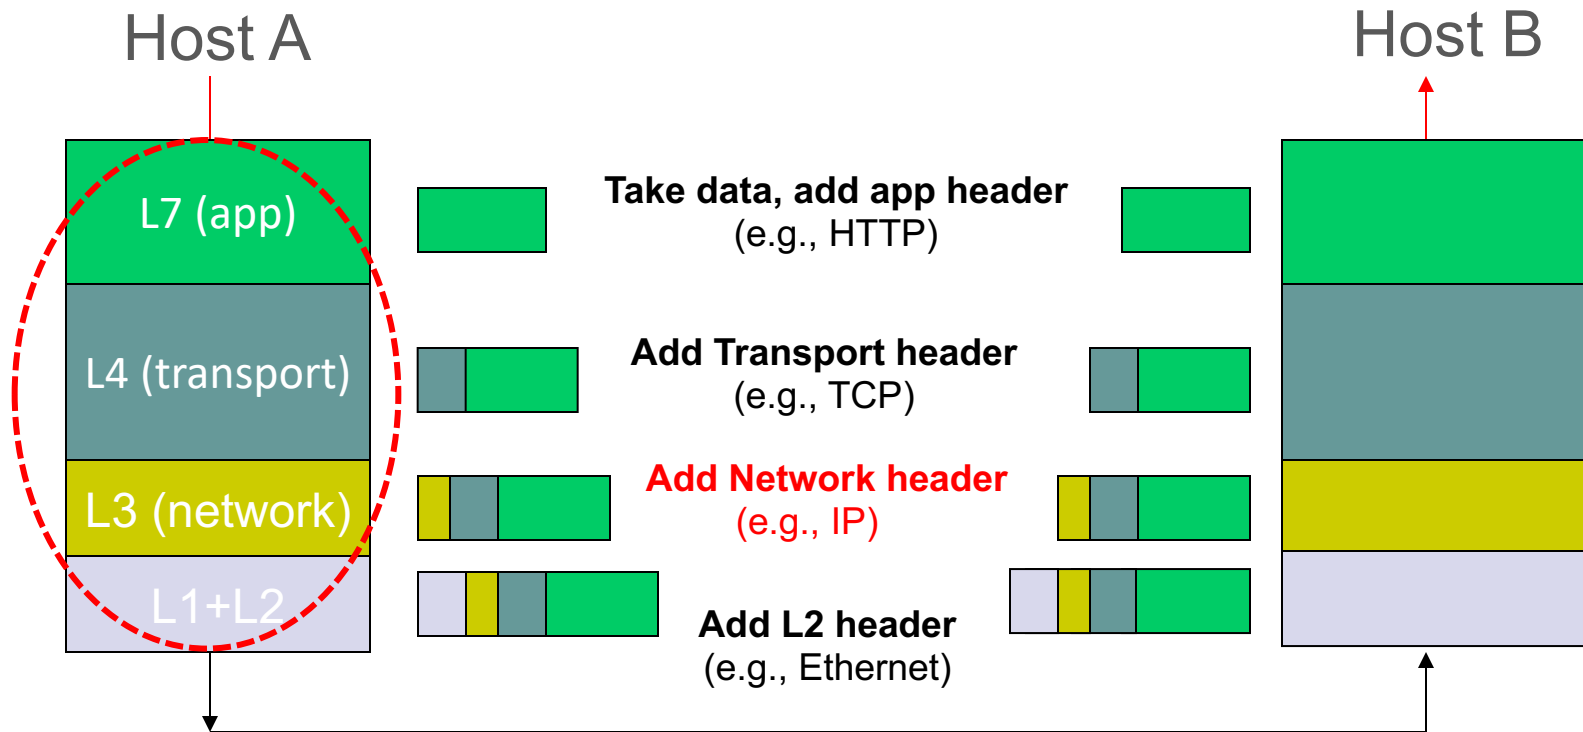 Host A
Host B
L7 (app)
Take data, add app header
(e.g., HTTP)
L4 (transport)
Add Transport header
(e.g., TCP)
L3 (network)
Add Network header
(e.g., IP)
L1+L2
Add L2 header
(e.g., Ethernet)